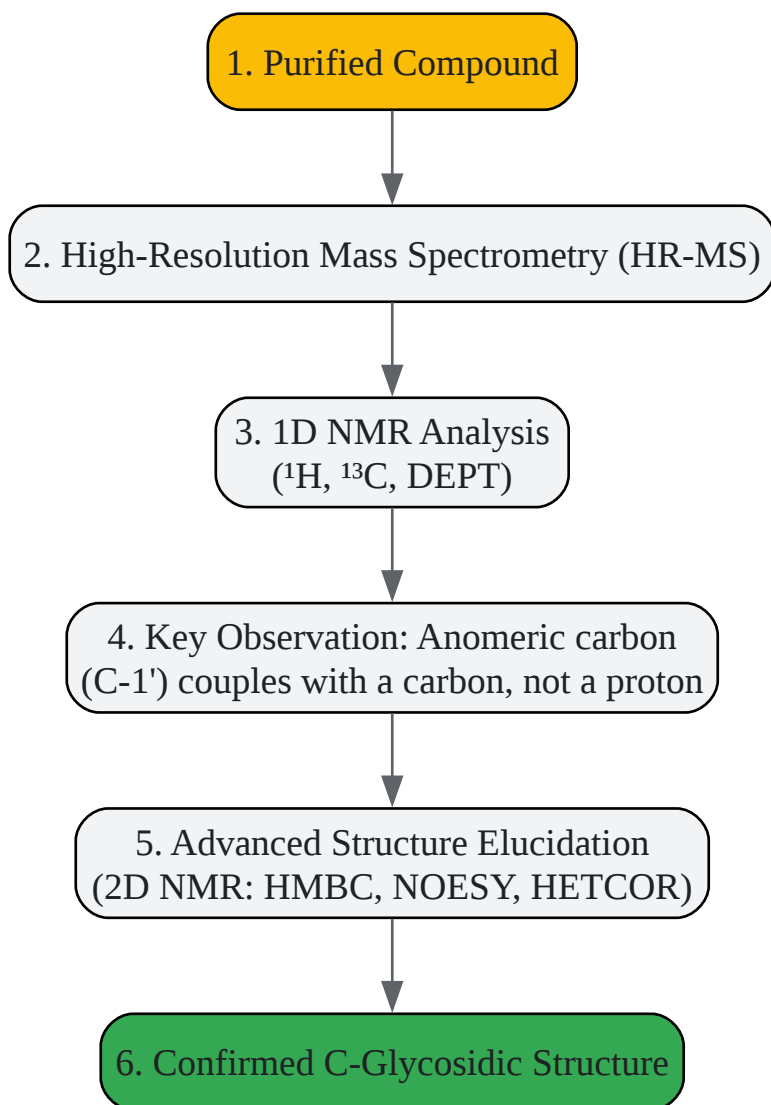 1. Purified Compound
2. High-Resolution Mass Spectrometry (HR-MS)
3. 1D NMR Analysis
(¹H, ¹³C, DEPT)
4. Key Observation: Anomeric carbon
(C-1') couples with a carbon, not a proton
5. Advanced Structure Elucidation
(2D NMR: HMBC, NOESY, HETCOR)
6. Confirmed C-Glycosidic Structure